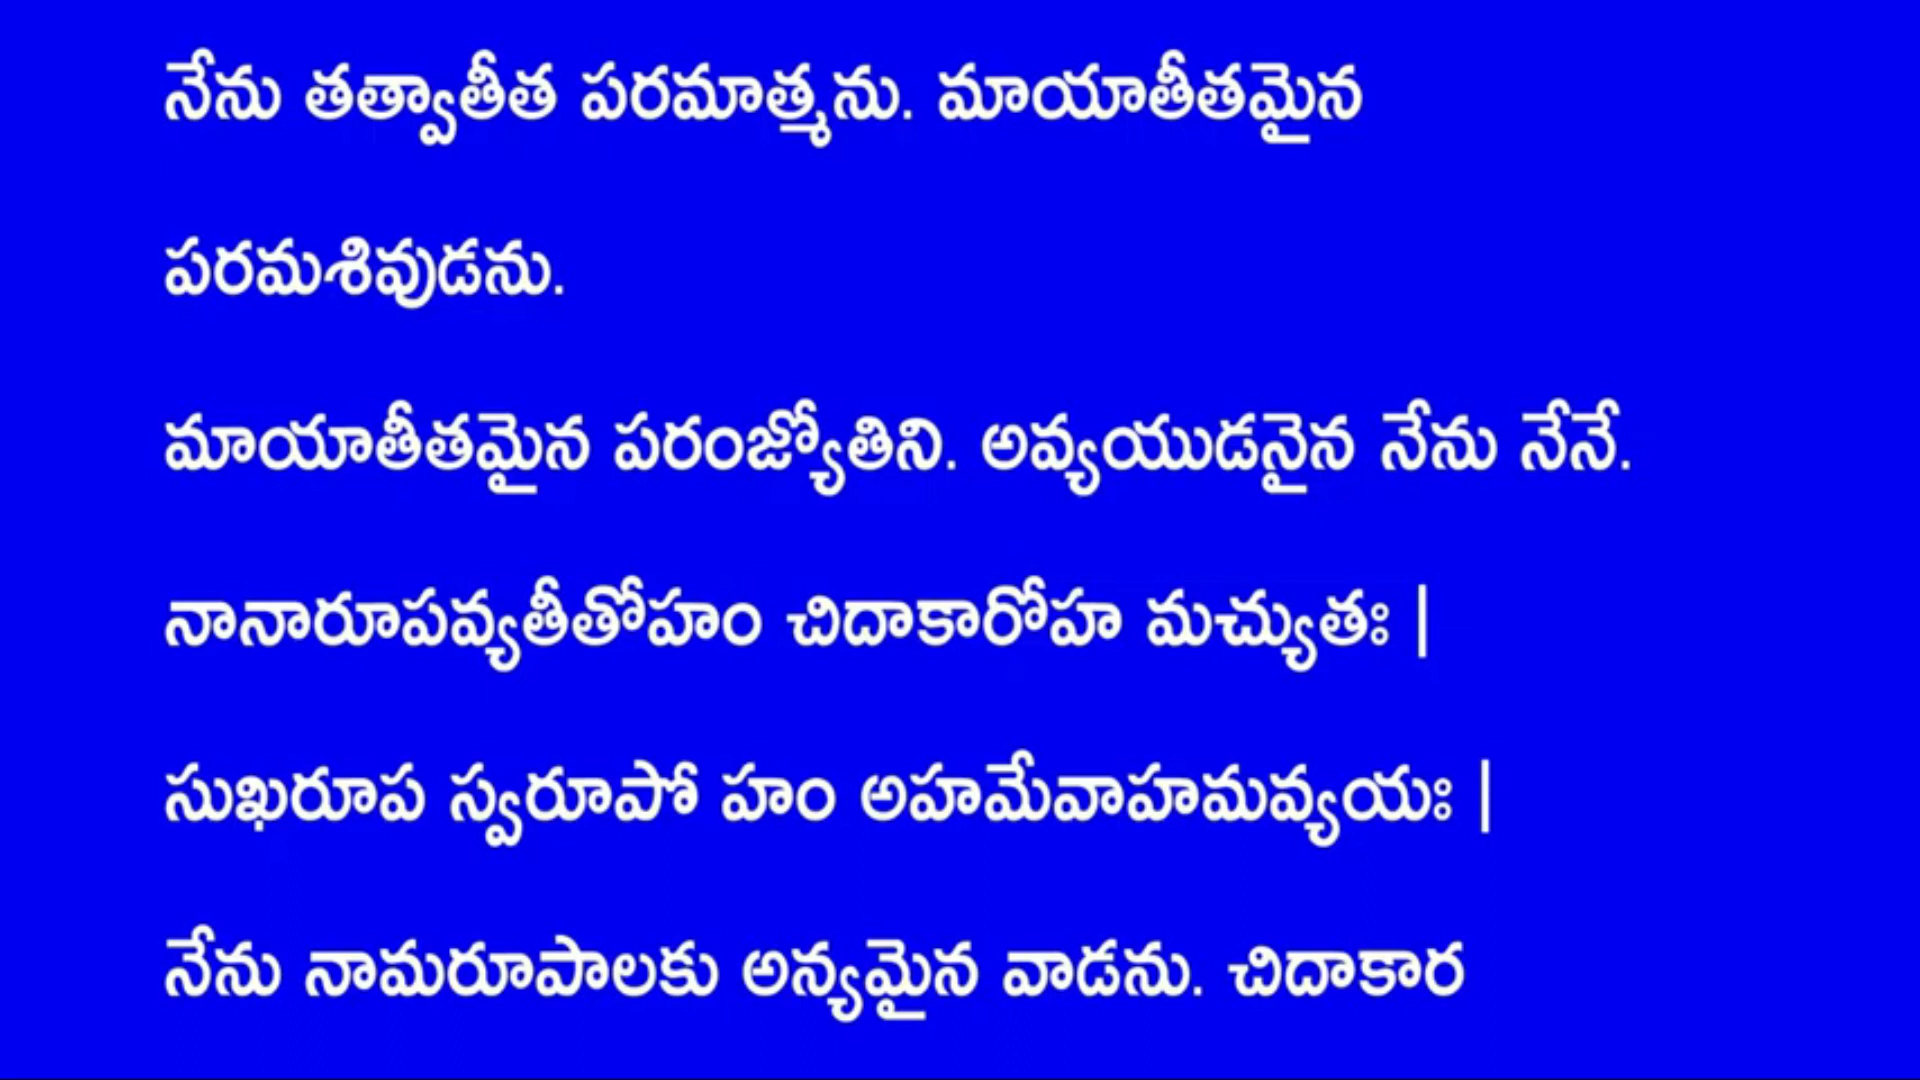 నేను తత్వాతీత పరమాత్మను. మాయాతీతమైన
పరమశివుడను.
మాయాతీతమైన పరంజ్యోతిని. అవ్యయుడనైన నేను నేనే.
నానారూపవ్యతీతోహం చిదాకారోహ మచ్యుతః |
సుఖరూప స్వరూపో హం అహమేవాహమవ్యయః |
నేను నామరూపాలకు అన్యమైన వాడను. చిదాకార